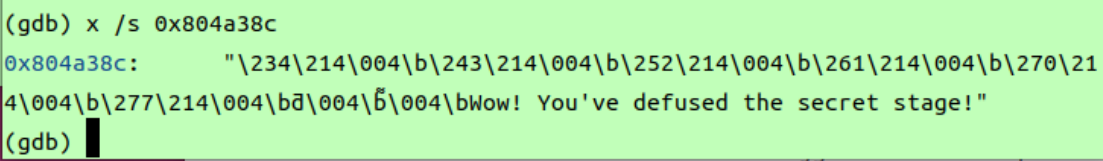 (gdb) x /s 0x804a38c
0x804a38c: "\234\214\004\b\243\214\004\b\252\214\004\b\261\214\004\b\270\21
4\004\b\277\214\004\bƌ\004\b͌\004\bWow! You've defused the secret stage!"
(gdb)